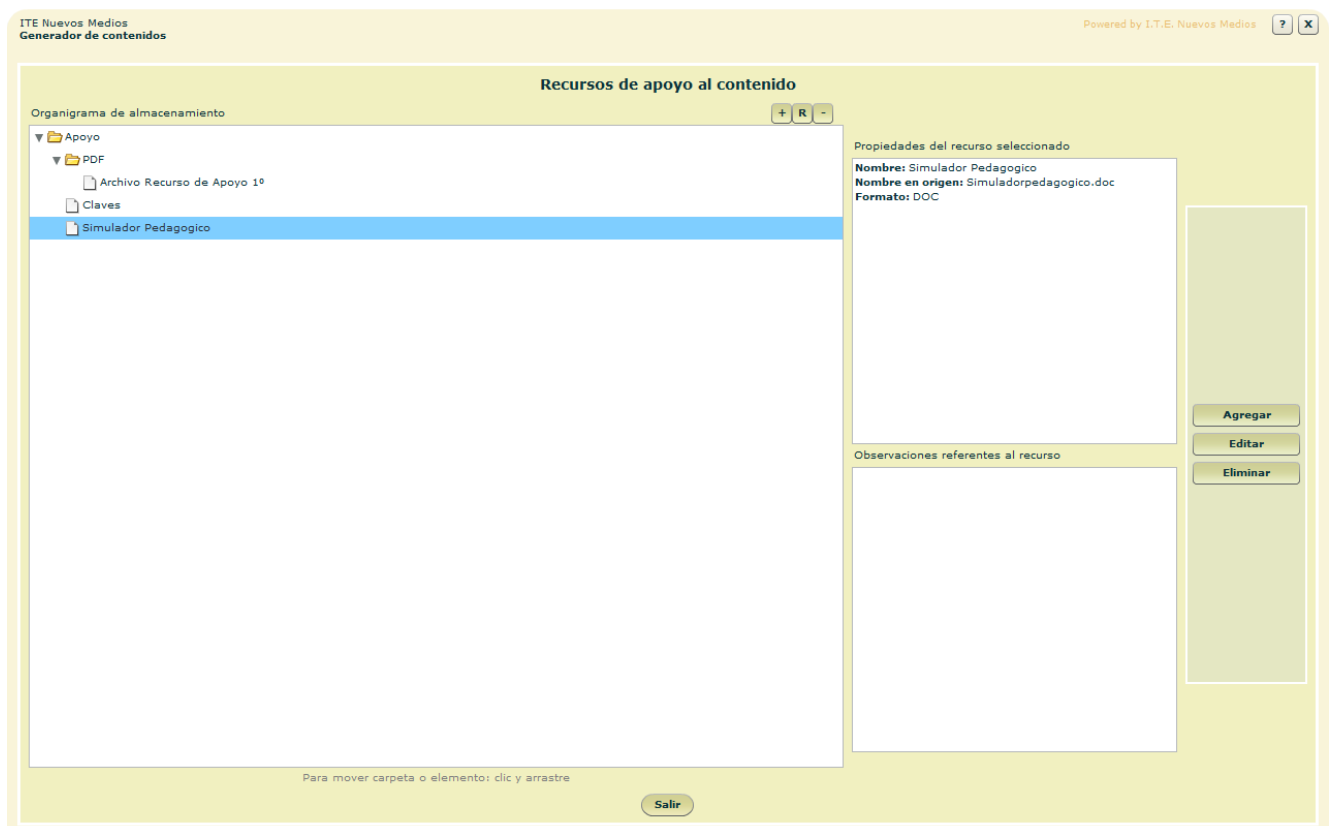 ITE Nuevos Medios
Generador de contenidos
Powered by I.T.E. Nuevos Medios
? X
Recursos de apoyo al contenido
Organigrama de almacenamiento
+ R -
Apoyo
PDF
Archivo Recurso de Apoyo 1º
Claves
Simulador Pedagogico
Propiedades del recurso seleccionado
Nombre: Simulador Pedagogico
Nombre en origen: Simuladorpedagogico.doc
Formato: DOC
Observaciones referentes al recurso
Agregar
Editar
Eliminar
Para mover carpeta o elemento: clic y arrastre
Salir